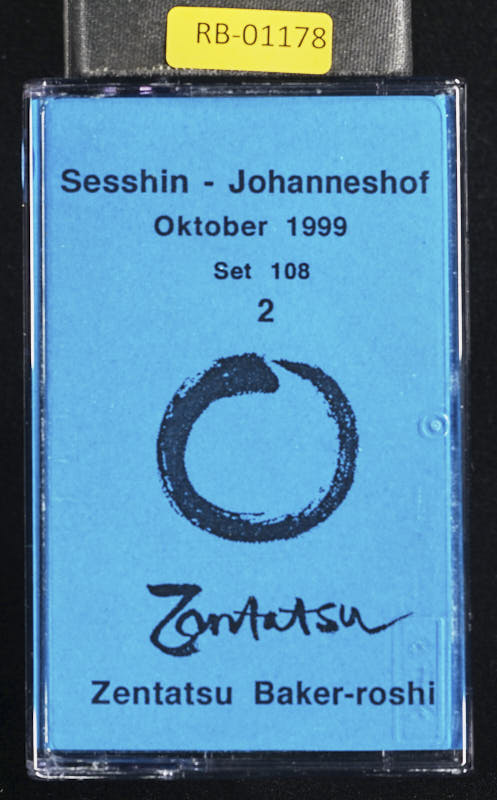 RB-01178
Sesshin - Johanneshof
Oktober 1999
Set 108
2
Zentatsu
Zentatsu Baker-roshi